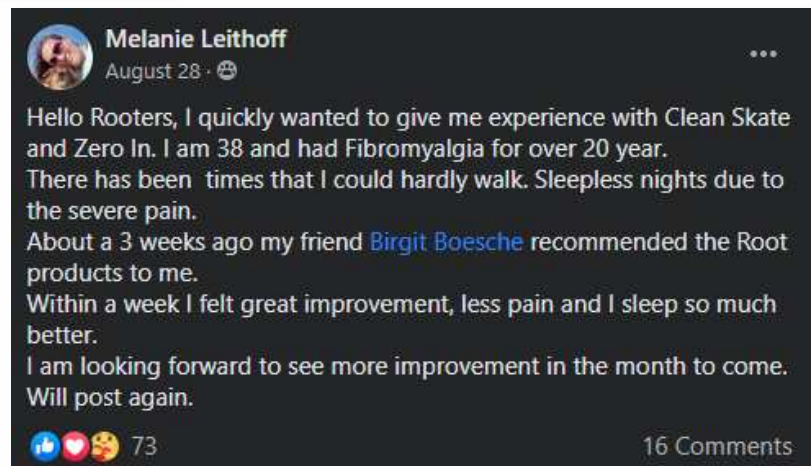 Melanie Leithoff
August 28 ·
Hello Rooters, I quickly wanted to give me experience with Clean Skate
and Zero In. I am 38 and had Fibromyalgia for over 20 year.
There has been times that I could hardly walk. Sleepless nights due to
the severe pain.
About a 3 weeks ago my friend Birgit Boesche recommended the Root
products to me.
Within a week I felt great improvement, less pain and I sleep so much
better.
I am looking forward to see more improvement in the month to come.
Will post again.
73
16 Comments